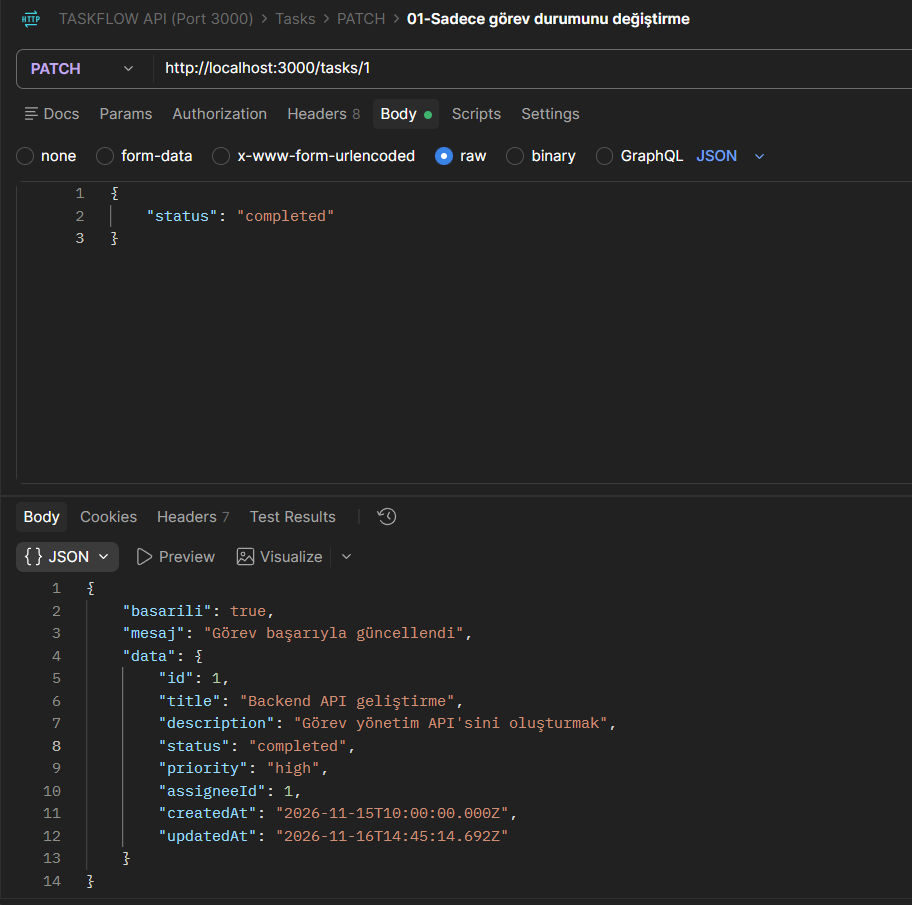 HTTP TASKFLOW API (Port 3000) > Tasks > PATCH > 01-Sadece görev durumunu değiştirme
PATCH http://localhost:3000/tasks/1
Docs Params Authorization Headers 8 Body Scripts Settings
none form-data x-www-form-urlencoded raw binary GraphQL JSON
1 {
2 "status": "completed"
3 }
Body Cookies Headers 7 Test Results
{} JSON Preview Visualize
1 {
2 "basarili": true,
3 "mesaj": "Görev başarıyla güncellendi",
4 "data": {
5 "id": 1,
6 "title": "Backend API geliştirme",
7 "description": "Görev yönetim API'sini oluşturmak",
8 "status": "completed",
9 "priority": "high",
10 "assigneeId": 1,
11 "createdAt": "2026-11-15T10:00:00.000Z",
12 "updatedAt": "2026-11-16T14:45:14.692Z"
13 }
14 }